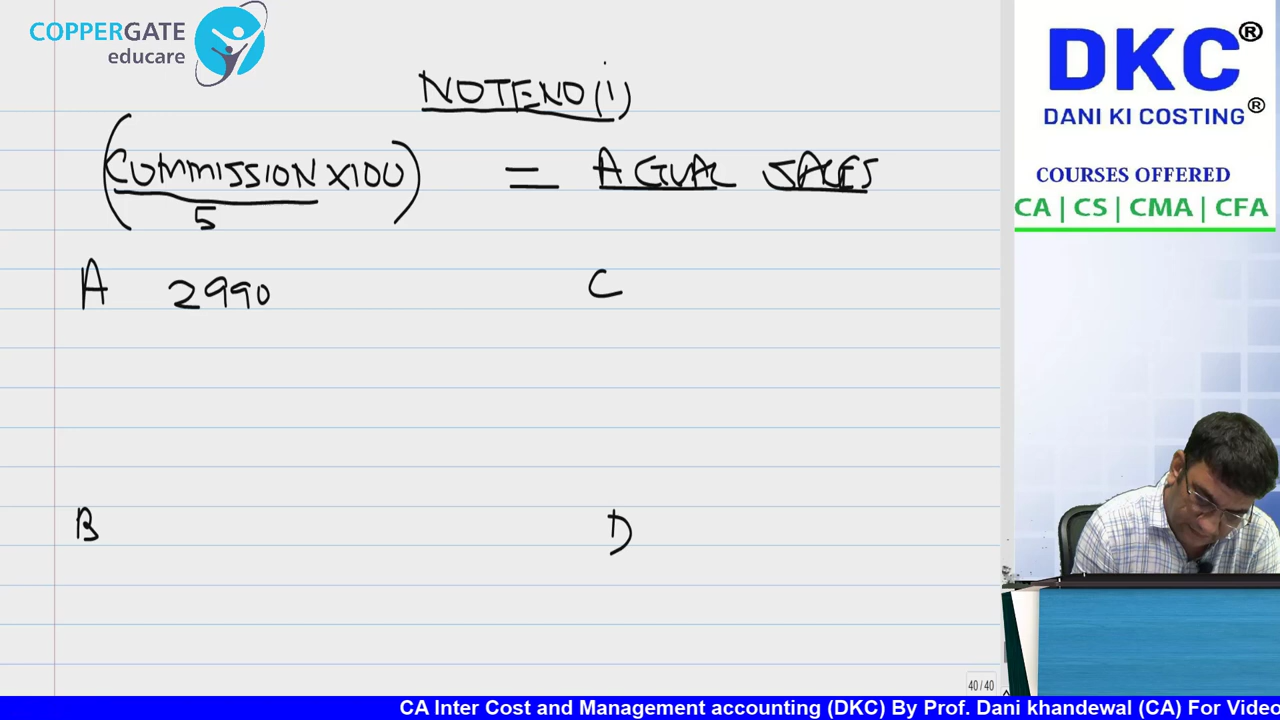 COPPERGATE
educare
NOTE NO (i)
(COMMISSION X100) = ACTUAL SALES
5
A 2990 C
B D
40 / 40
DKC®
DANI KI COSTING®
COURSES OFFERED
CA | CS | CMA | CFA
CA Inter Cost and Management accounting (DKC) By Prof. Dani khandewal (CA) For Video